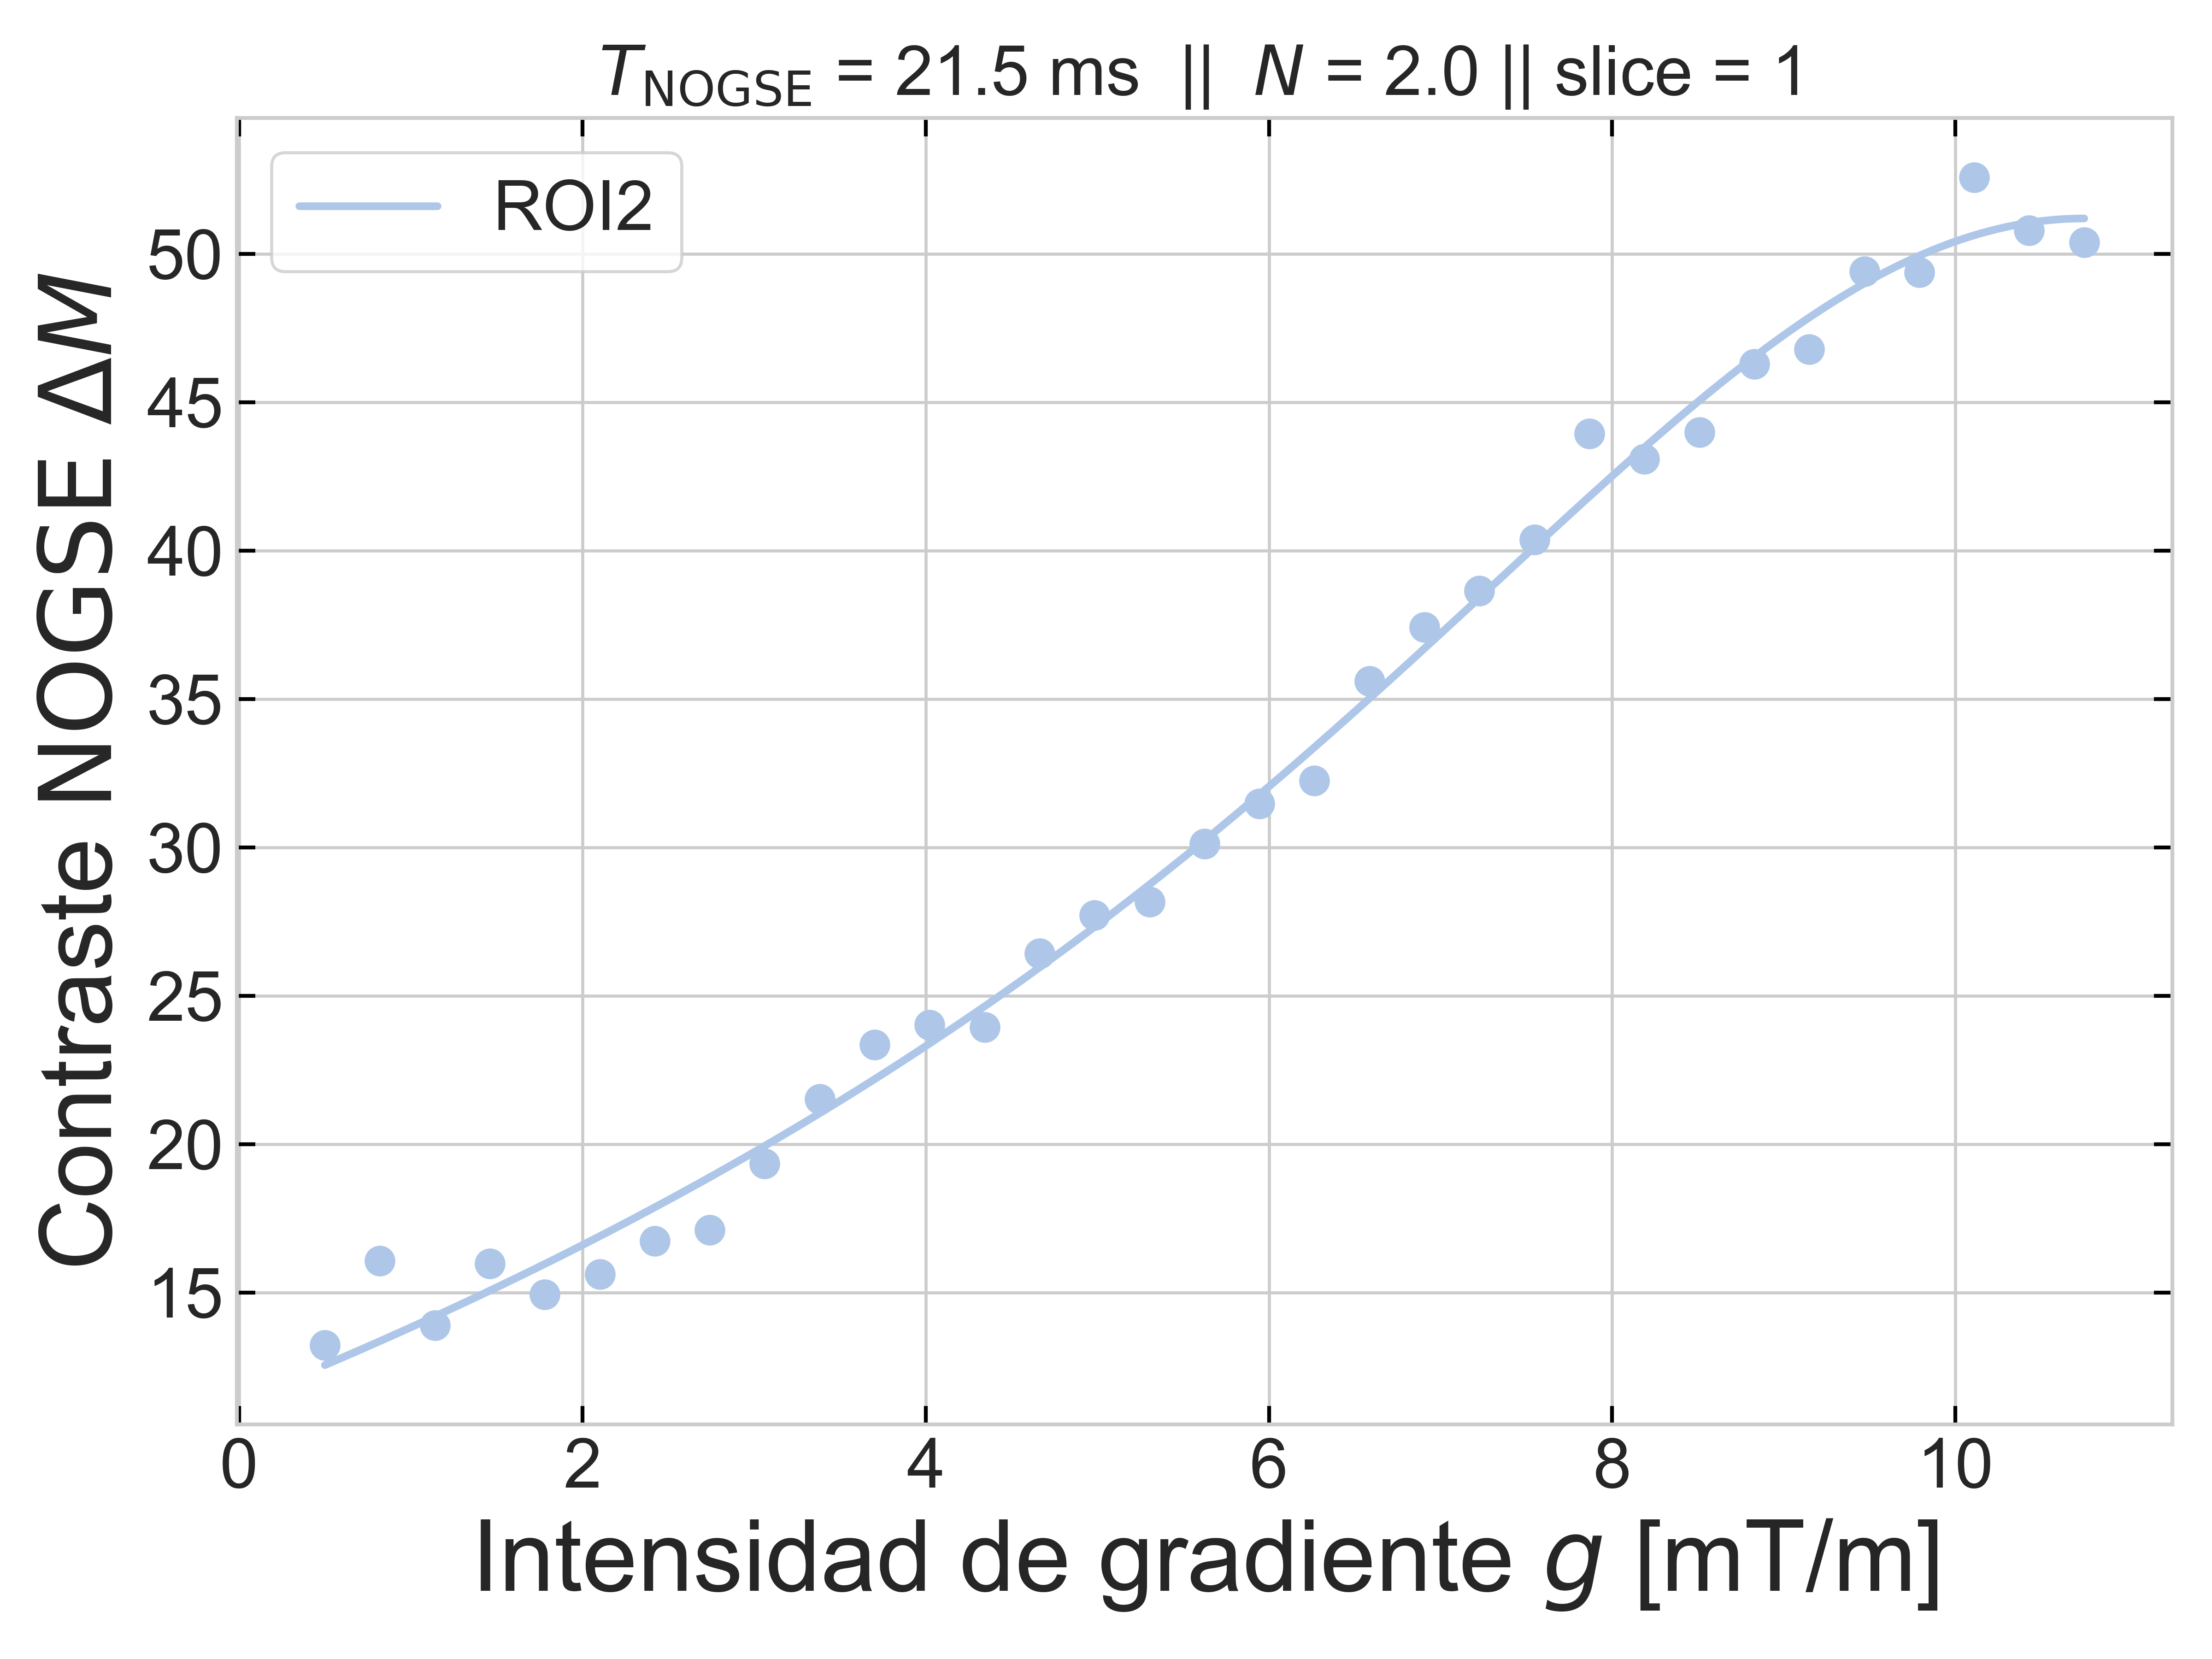 T_NOGSE = 21.5 ms || N = 2.0 || slice = 1
ROI2
Contraste NOGSE ΔM
50
45
40
35
30
25
20
15
0 2 4 6 8 10
Intensidad de gradiente g [mT/m]